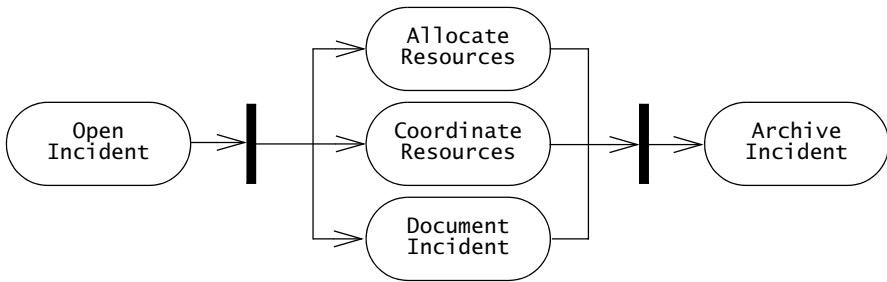 Open
Incident
Allocate
Resources
Coordinate
Resources
Document
Incident
Archive
Incident